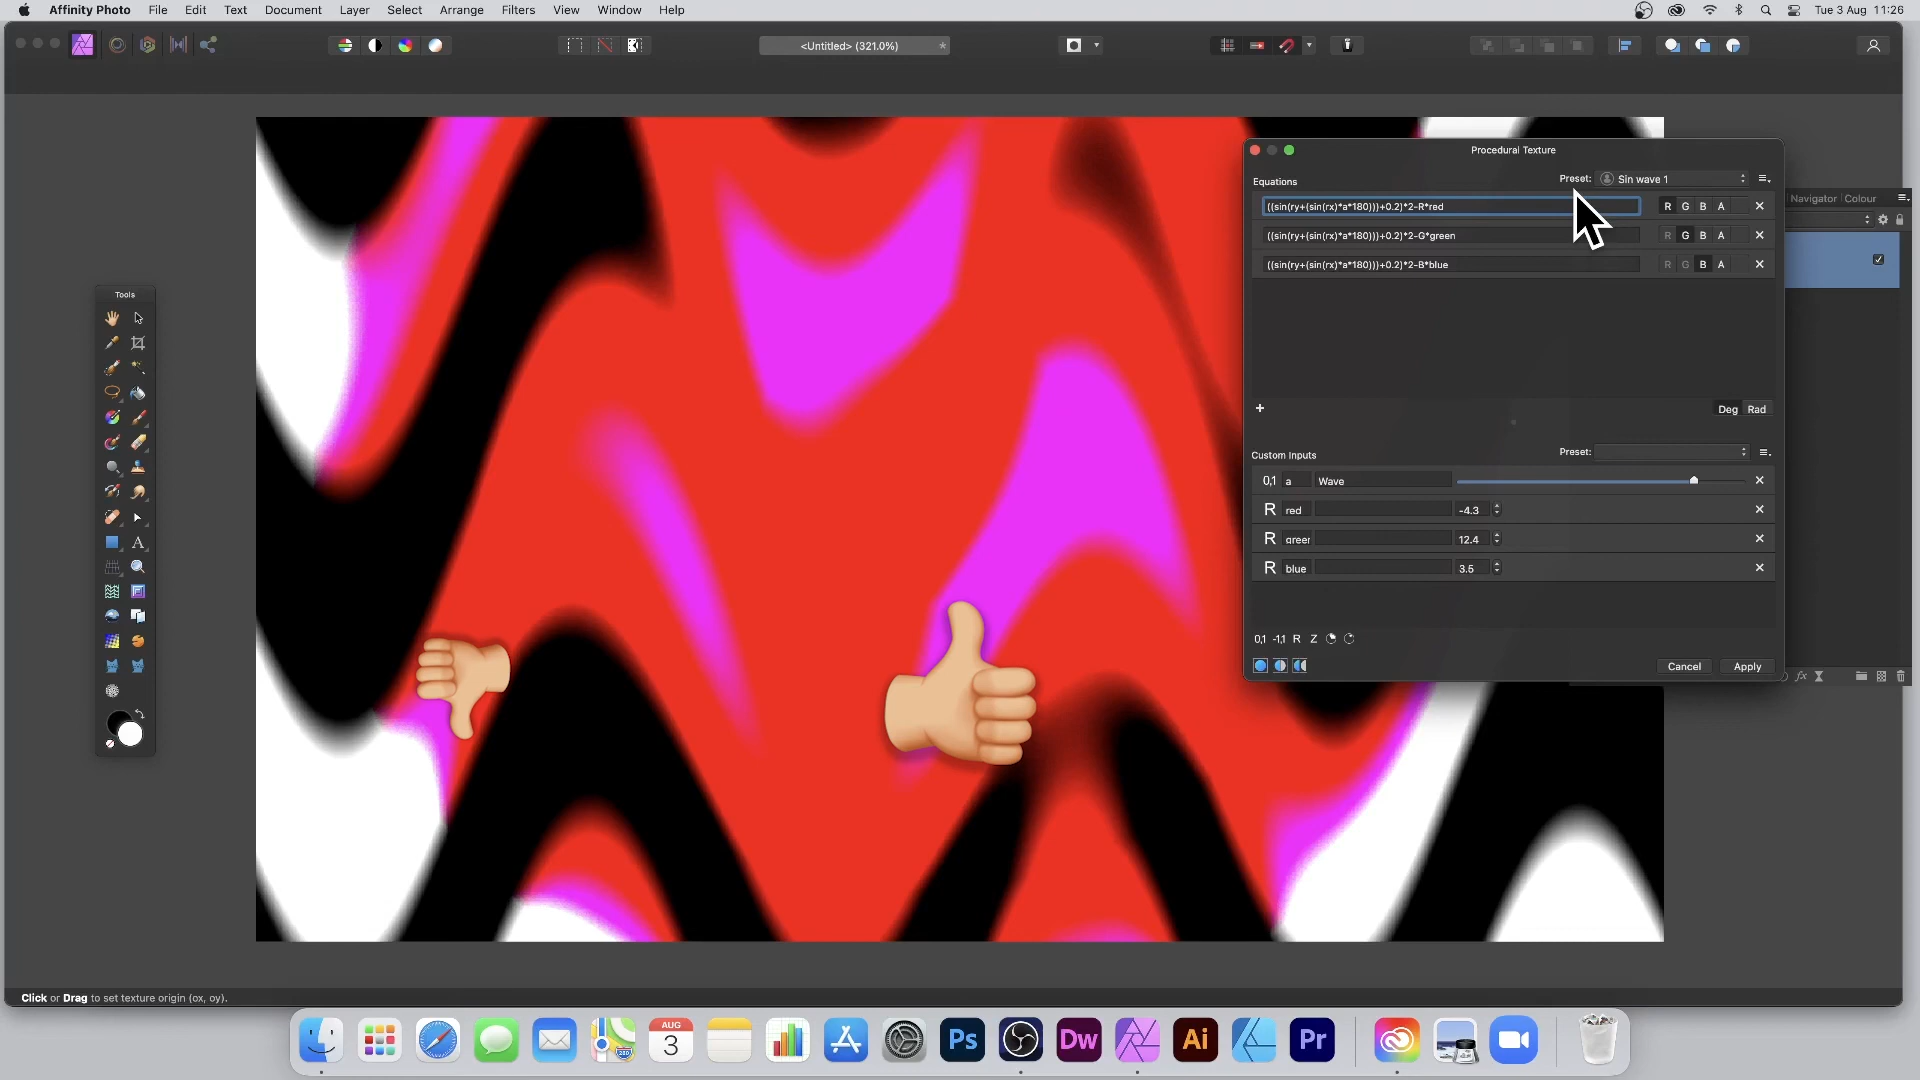 Affinity Photo File Edit Text Document Layer Select Arrange Filters View Window Help Tue 3 Aug 11:26
<Untitled> (321.0%) *
Procedural Texture
Equations Preset: Sin wave 1
((sin(ry+(sin(rx)*a*180)))+0.2)*2-R*red R G B A
((sin(ry+(sin(rx)*a*180)))+0.2)*2-G*green R G B A
((sin(ry+(sin(rx)*a*180)))+0.2)*2-B*blue R G B A
Navigator Colour
+ Deg Rad
Custom Inputs Preset:
0,1 a Wave
R red -4.3
R greer 12.4
R blue 3.5
0,1 -1,1 R Z
Cancel Apply
fx
Tools
A
Click or Drag to set texture origin (ox, oy).
AUG
3
280
Ps Dw Ai Pr